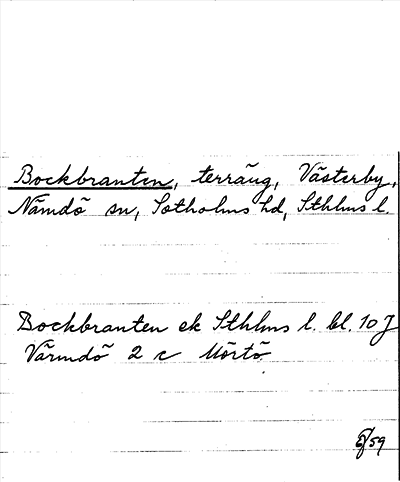 Bockbranten, terräng, Västerby,
Nämdö sn, Sotholms hd, Sthlms l.
Bockbranten ek Sthlms l. bl. 10 J
Värmdö 2 c Mörtö
/59